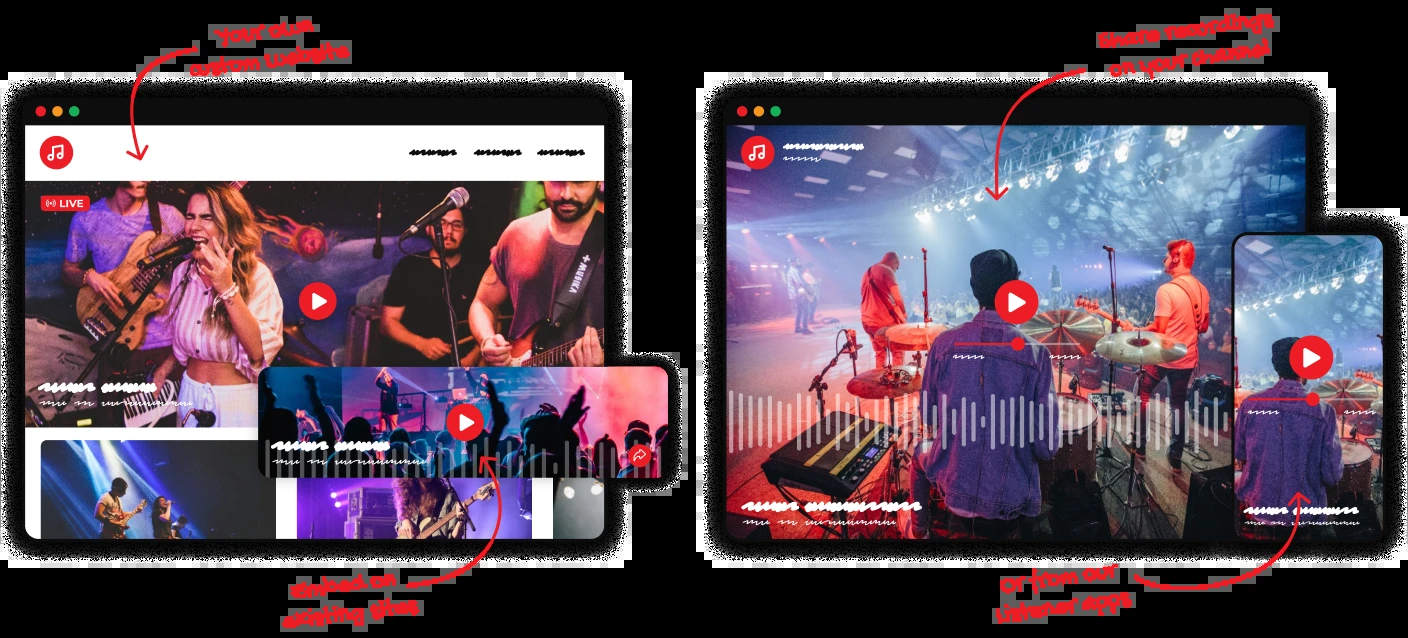 Your own
custom website
Share recordings
on your channel
LIVE
MUSICX
Embed on
existing sites
Or from our
Listener apps